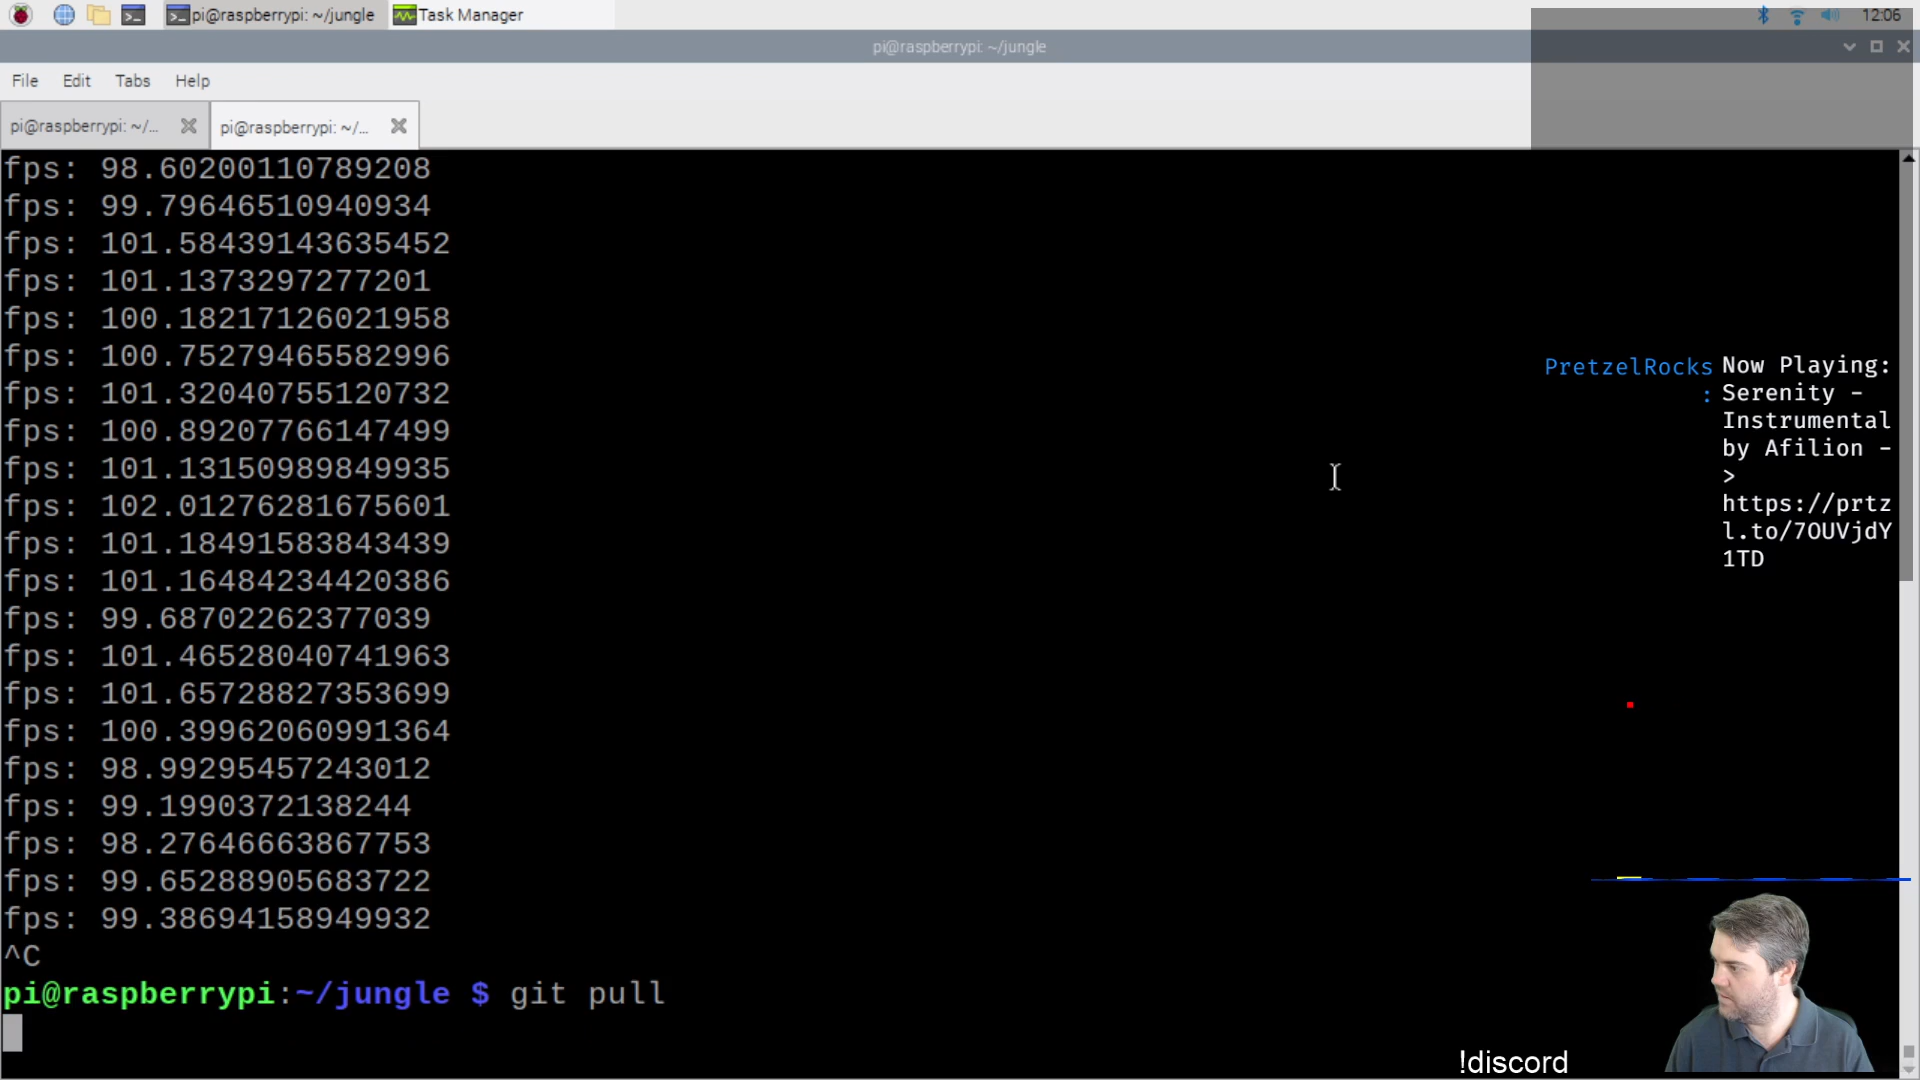 pi@raspberrypi: ~/jungle
Task Manager
12:06
pi@raspberrypi: ~/jungle
File Edit Tabs Help
pi@raspberrypi: ~/...
pi@raspberrypi: ~/...
fps: 98.60200110789208
fps: 99.79646510940934
fps: 101.58439143635452
fps: 101.1373297277201
fps: 100.18217126021958
fps: 100.75279465582996
fps: 101.32040755120732
fps: 100.89207766147499
fps: 101.13150989849935
fps: 102.01276281675601
fps: 101.18491583843439
fps: 101.16484234420386
fps: 99.68702262377039
fps: 101.46528040741963
fps: 101.65728827353699
fps: 100.39962060991364
fps: 98.99295457243012
fps: 99.1990372138244
fps: 98.27646663867753
fps: 99.65288905683722
fps: 99.38694158949932
^C
pi@raspberrypi:~/jungle $ git pull
PretzelRocks
:
Now Playing:
Serenity -
Instrumental
by Afilion -
>
https://prtz
l.to/7OUVjdY
1TD
!discord